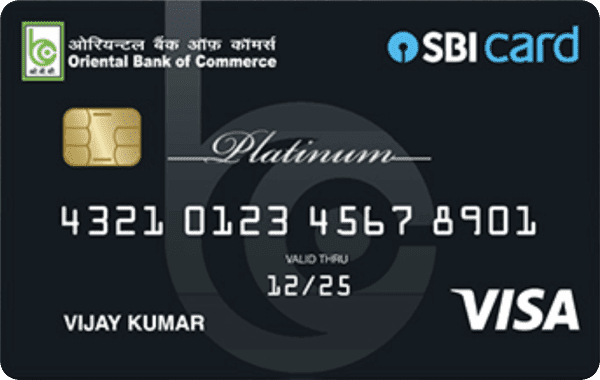 ओरियन्टल बैंक ऑफ़ कॉमर्स
Oriental Bank of Commerce
ओ बी सी
SBI card
Platinum
4321 0123 4567 8901
VALID THRU
12/25
VIJAY KUMAR
VISA